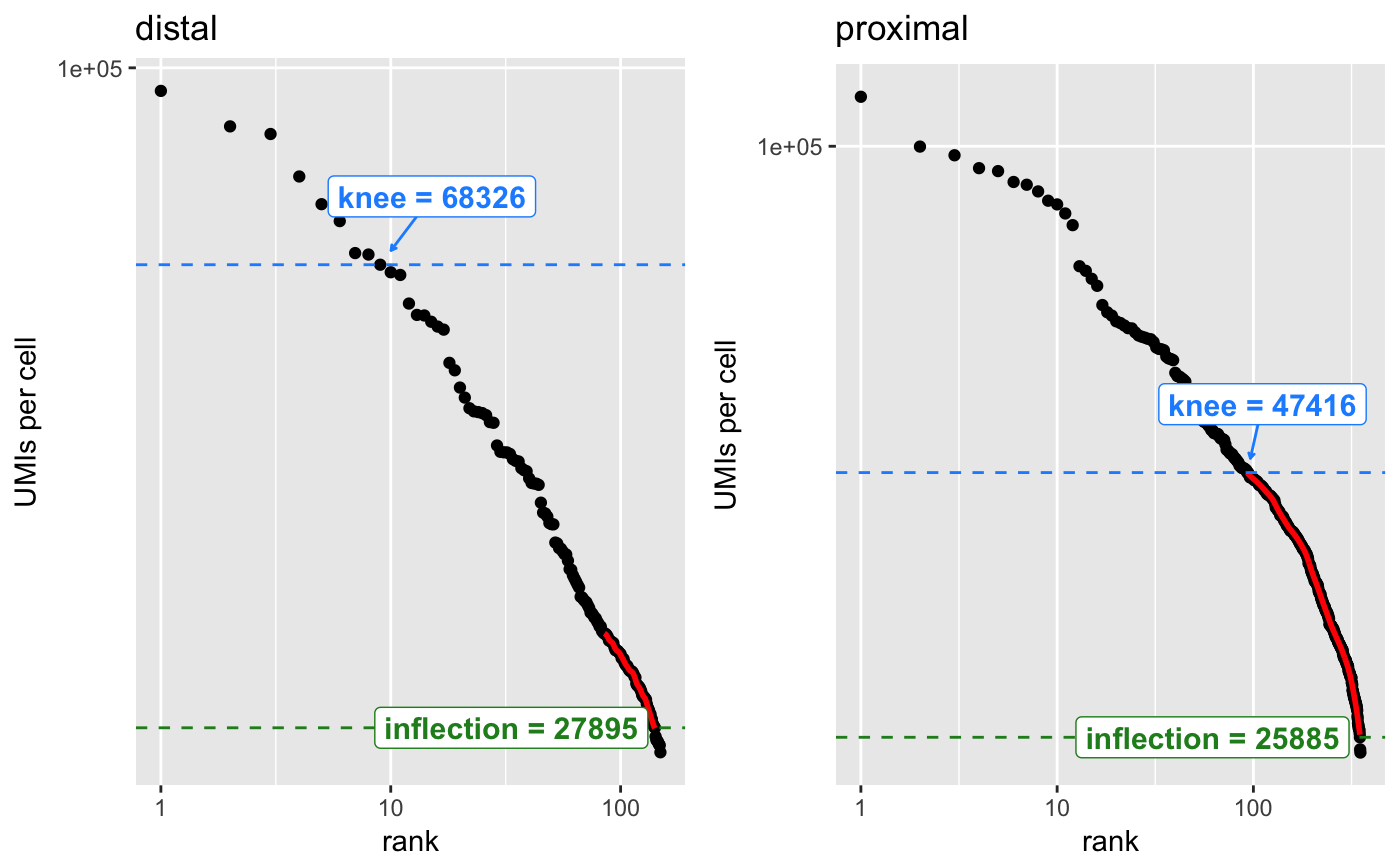 distal
1e+05
UMIs per cell
knee = 68326
inflection = 27895
1
10
100
rank
proximal
1e+05
UMIs per cell
knee = 47416
inflection = 25885
1
10
100
rank